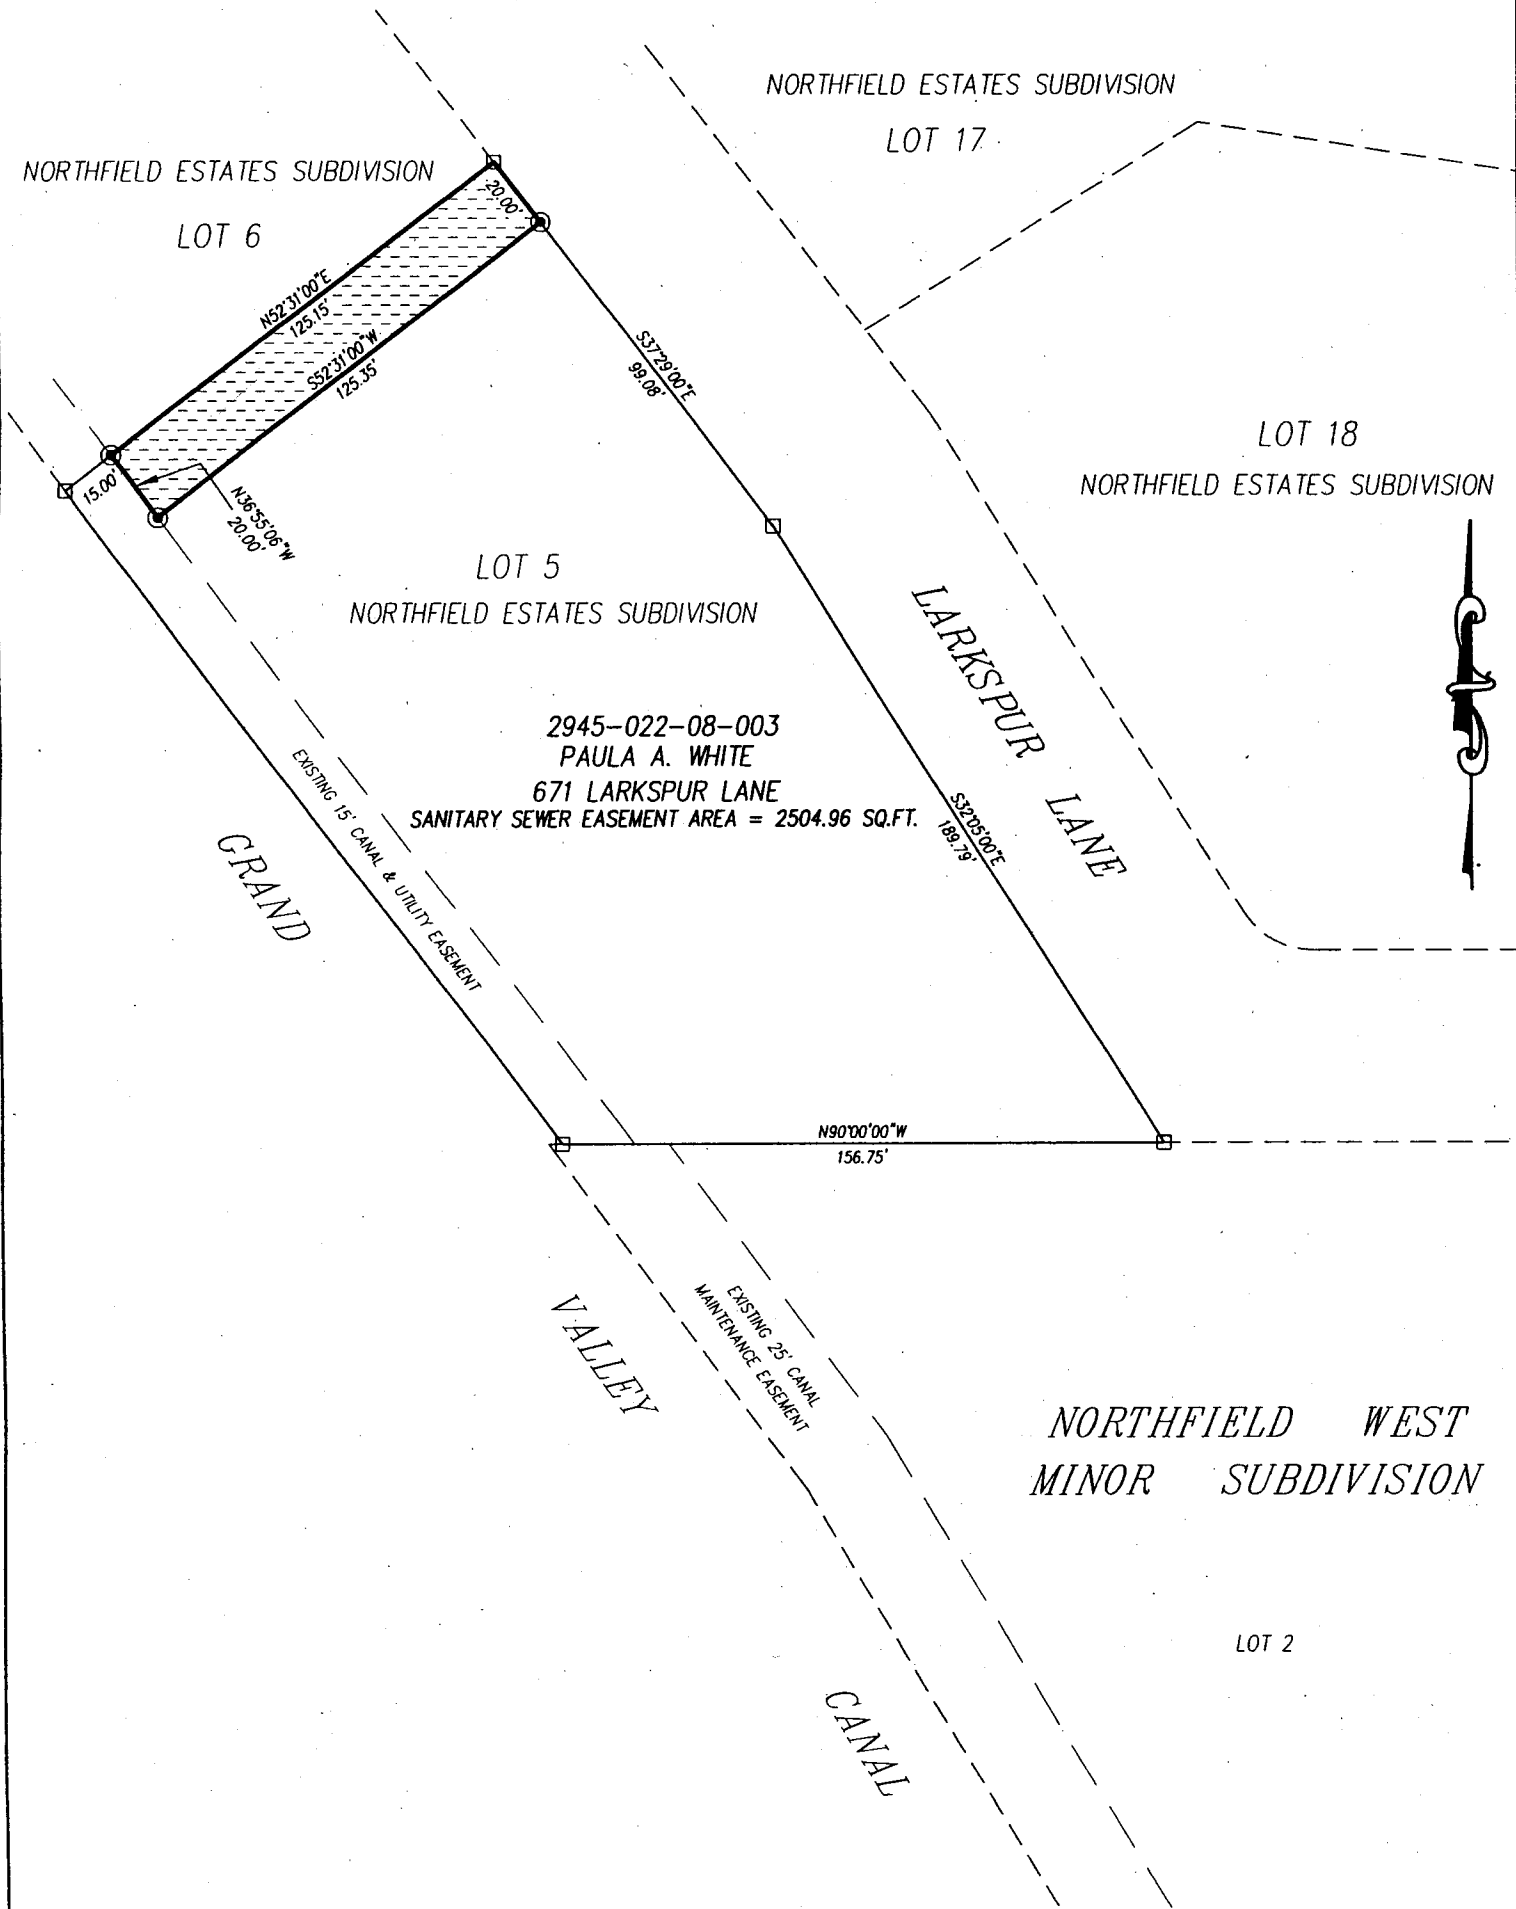 NORTHFIELD ESTATES SUBDIVISION
LOT 17
NORTHFIELD ESTATES SUBDIVISION
LOT 6
20.00'
N52°31'00"E
125.15'
S52°31'00"W
125.35'
S37°29'00"E
99.08'
LOT 18
NORTHFIELD ESTATES SUBDIVISION
15.00'
N36°55'06"W
20.00'
LOT 5
NORTHFIELD ESTATES SUBDIVISION
LARKSPUR LANE
2945-022-08-003
PAULA A. WHITE
671 LARKSPUR LANE
SANITARY SEWER EASEMENT AREA = 2504.96 SQ.FT.
S32°05'00"E
189.79'
EXISTING 15' CANAL & UTILITY EASEMENT
GRAND
N90°00'00"W
156.75'
VALLEY
EXISTING 25' CANAL
MAINTENANCE EASEMENT
NORTHFIELD WEST
MINOR SUBDIVISION
LOT 2
CANAL